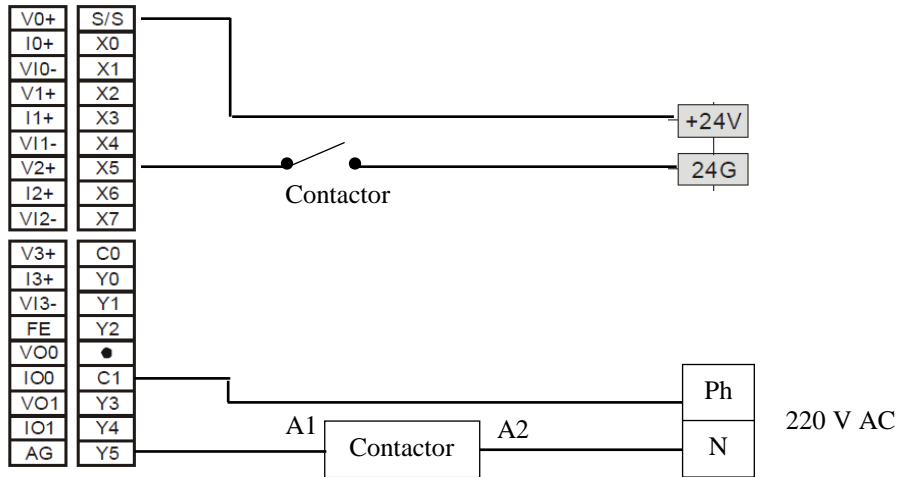 V0+ S/S
I0+ X0
VI0- X1
V1+ X2
I1+ X3
VI1- X4
V2+ X5
I2+ X6
VI2- X7
+24V
24G
Contactor
V3+ C0
I3+ Y0
VI3- Y1
FE Y2
VO0
IO0 C1
VO1 Y3
IO1 Y4
AG Y5
Ph
220 V AC
A1 Contactor A2 N